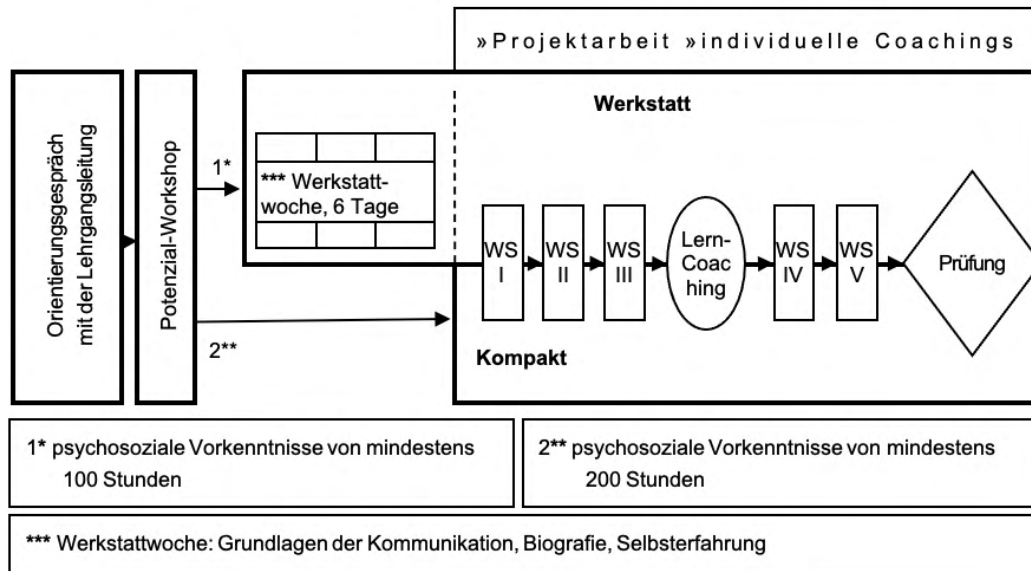 »Projektarbeit »individuelle Coachings
Orientierungsgespräch
mit der Lehrgangsleitung
Potenzial-Workshop
1*
2**
Werkstatt
*** Werkstatt-
woche, 6 Tage
WS
I
WS
II
WS
III
Lern-
Coa
ching
WS
IV
WS
V
Prüfung
Kompakt
1* psychosoziale Vorkenntnisse von mindestens
100 Stunden
2** psychosoziale Vorkenntnisse von mindestens
200 Stunden
*** Werkstattwoche: Grundlagen der Kommunikation, Biografie, Selbsterfahrung